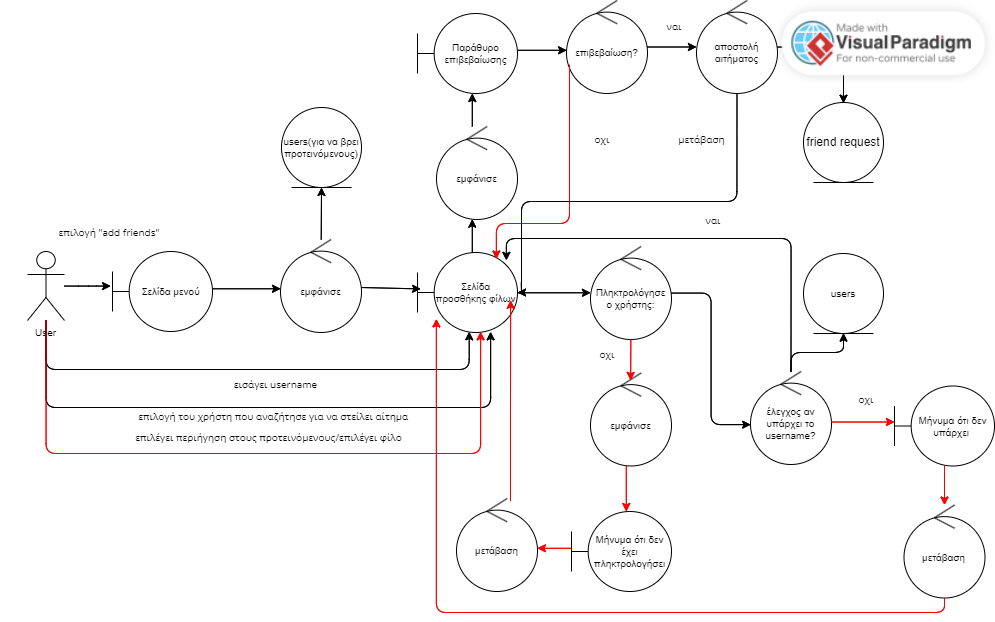 Made with
Visual Paradigm
For non-commercial use
Παράθυρο
επιβεβαίωσης
επιβεβαίωση?
ναι
αποστολή
αιτήματος
friend request
users(για να βρει
προτεινόμενους)
οχι
μετάβαση
εμφάνισε
ναι
επιλογή "add friends"
User
Σελίδα μενού
εμφάνισε
Σελίδα
προσθήκης φίλων
Πληκτρολόγησε
ο χρήστης:
users
οχι
εισάγει username
επιλογή του χρήστη που αναζήτησε για να στείλει αίτημα
επιλέγει περιήγηση στους προτεινόμενους/επιλέγει φίλο
εμφάνισε
έλεγχος αν
υπάρχει το
username?
οχι
Μήνυμα ότι δεν
υπάρχει
μετάβαση
Μήνυμα ότι δεν
έχει
πληκτρολογήσει
μετάβαση